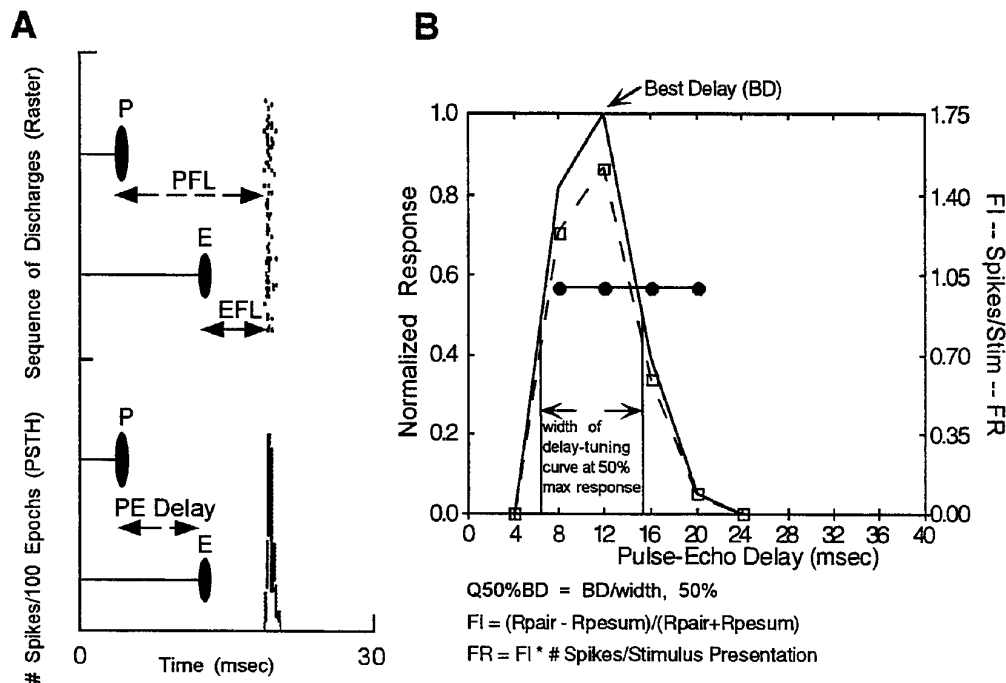 A
Sequence of Discharges (Raster)
P
PFL
E
EFL
# Spikes/100 Epochs (PSTH)
P
PE Delay
E
0
30
Time (msec)
B
Best Delay (BD)
Normalized Response
1.0
0.8
0.6
0.4
0.2
0.0
1.75
1.40
1.05
0.70
0.35
0.00
FI --- Spikes/Stim -- FR
width of
delay-tuning
curve at 50%
max response
0 4 8 12 16 20 24 28 32 36 40
Pulse-Echo Delay (msec)
Q50%BD = BD/width, 50%
FI = (Rpair - Rpesum)/(Rpair+Rpesum)
FR = FI * # Spikes/Stimulus Presentation